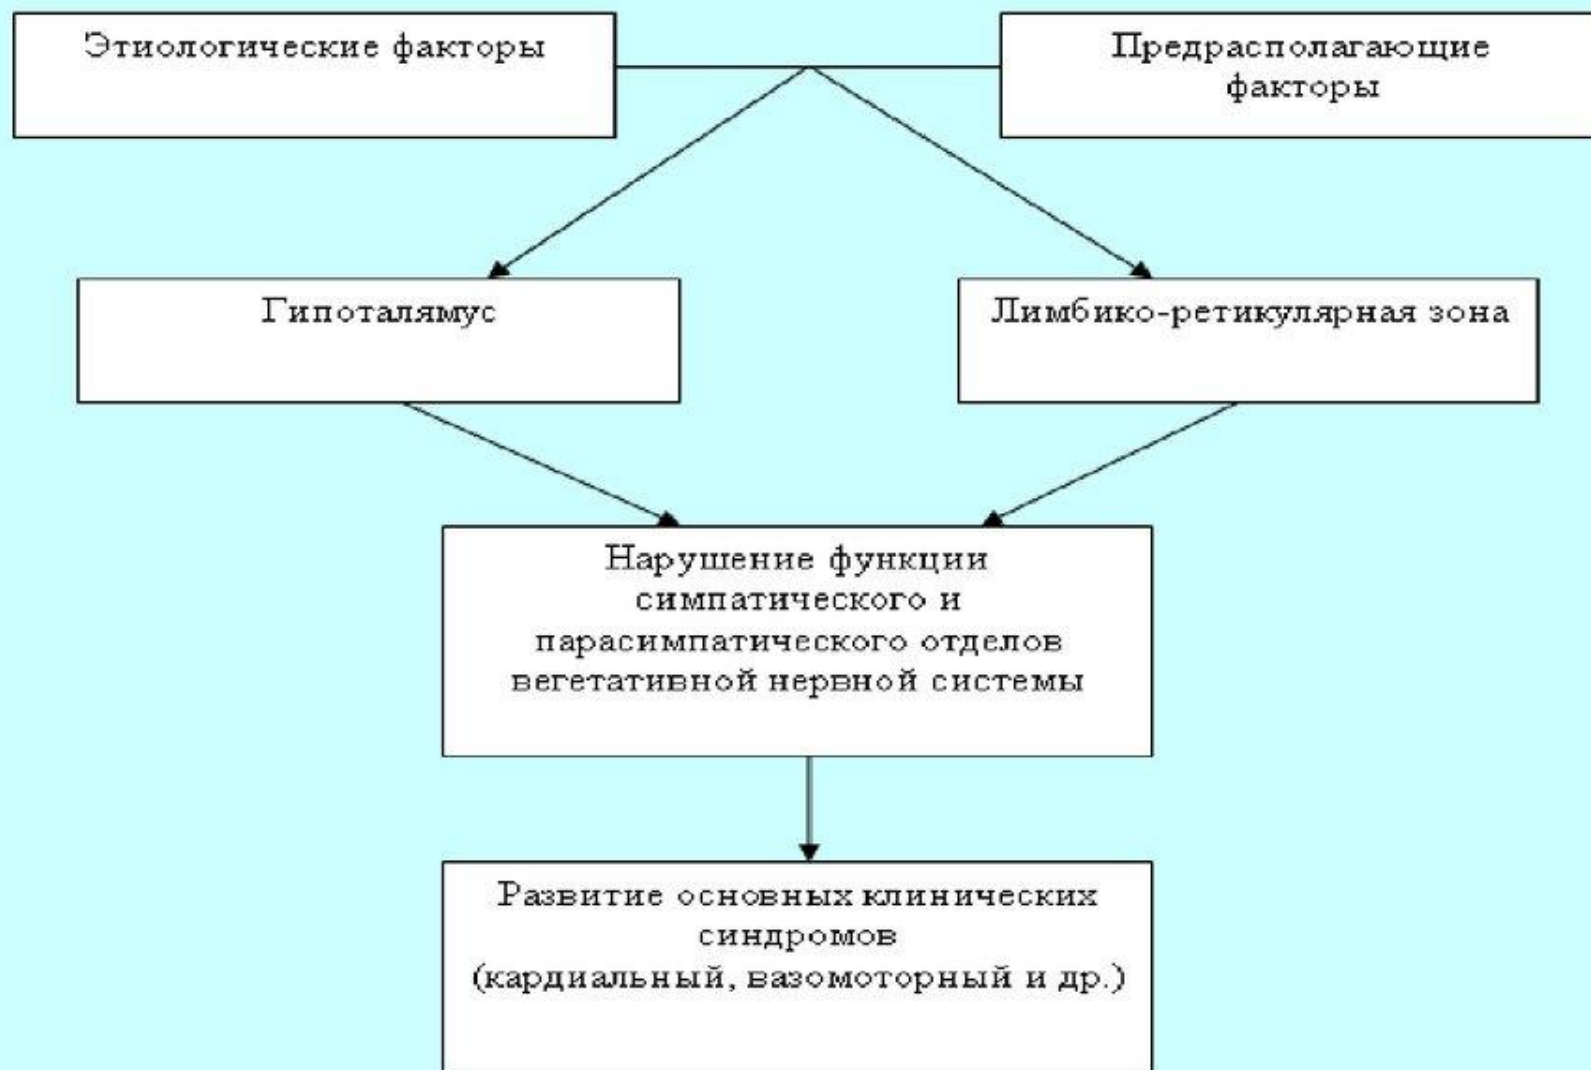 Этиологические факторы
Предрасполагающие
факторы
Гипоталямус
Лимбико-ретикулярная зона
Нарушение функции
симпатического и
парасимпатического отделов
вегетативной нервной системы
Развитие основных клинических
синдромов
(кардиальный, вазомоторный и др.)